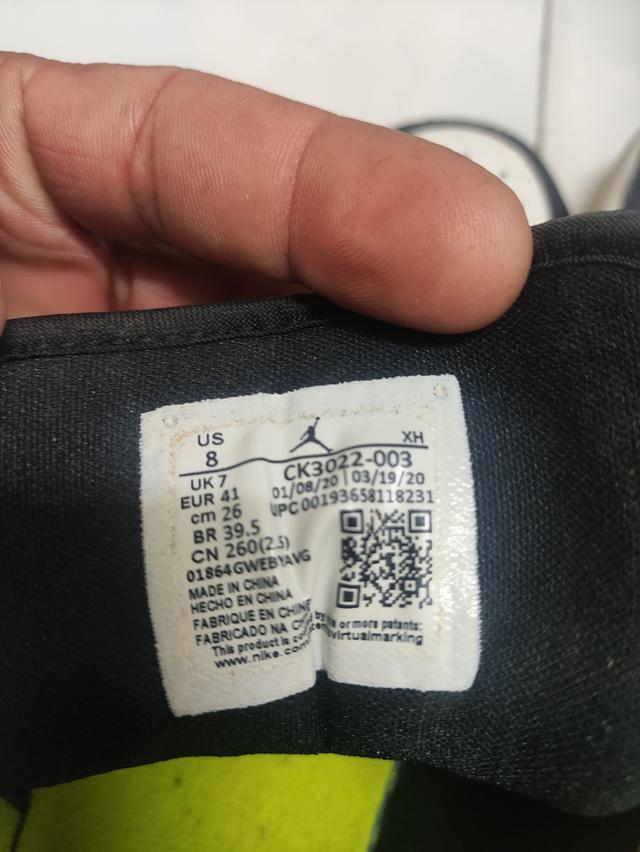 US
8
XH
UK 7
EUR 41
cm 26
BR 39.5
CN 260(2.5)
CK3022-003
01/08/20 03/19/20
UPC 00193658118231
01864GWEBYAVG
MADE IN CHINA
HECHO EN CHINA
FABRIQUE EN CHINE
FABRICADO NA
by one or more patents:
This product is
virtualmarking
www.nike.com